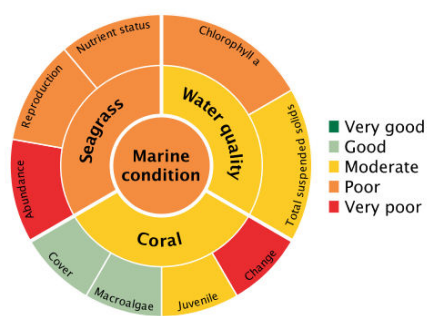 Nutrient status
Chlorophyll a
Reproduction
Seagrass
Water quality
Total suspended solids
Abundance
Marine
condition
Coral
Cover
Macroalgae
Juvenile
Change
Very good
Good
Moderate
Poor
Very poor